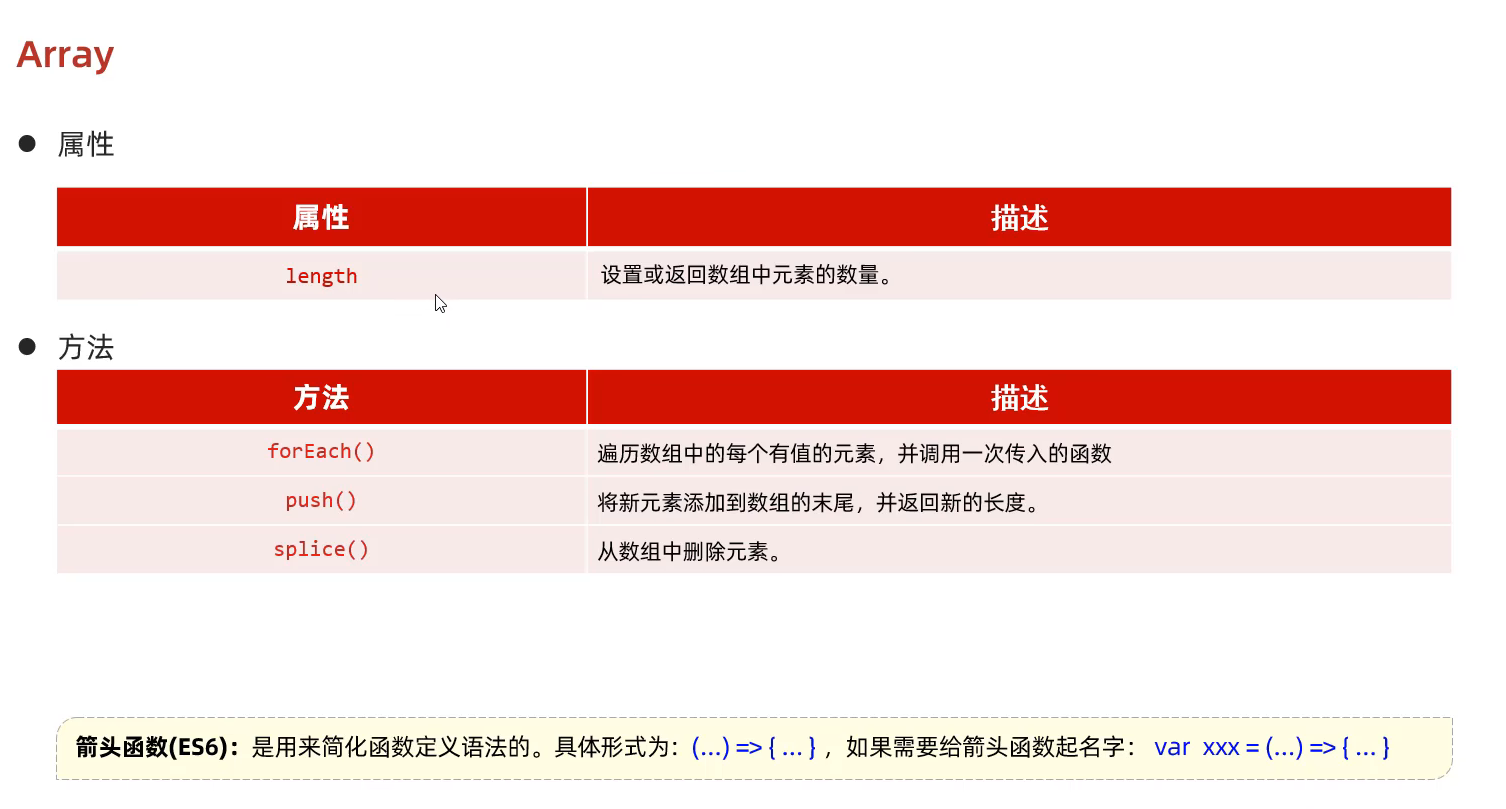 Array
属性
属性 描述
length 设置或返回数组中元素的数量。
方法
方法 描述
forEach() 遍历数组中的每个有值的元素，并调用一次传入的函数
push() 将新元素添加到数组的末尾，并返回新的长度。
splice() 从数组中删除元素。
箭头函数(ES6)：是用来简化函数定义语法的。具体形式为：(…) => { … } ，如果需要给箭头函数起名字： var xxx = (…) => { … }